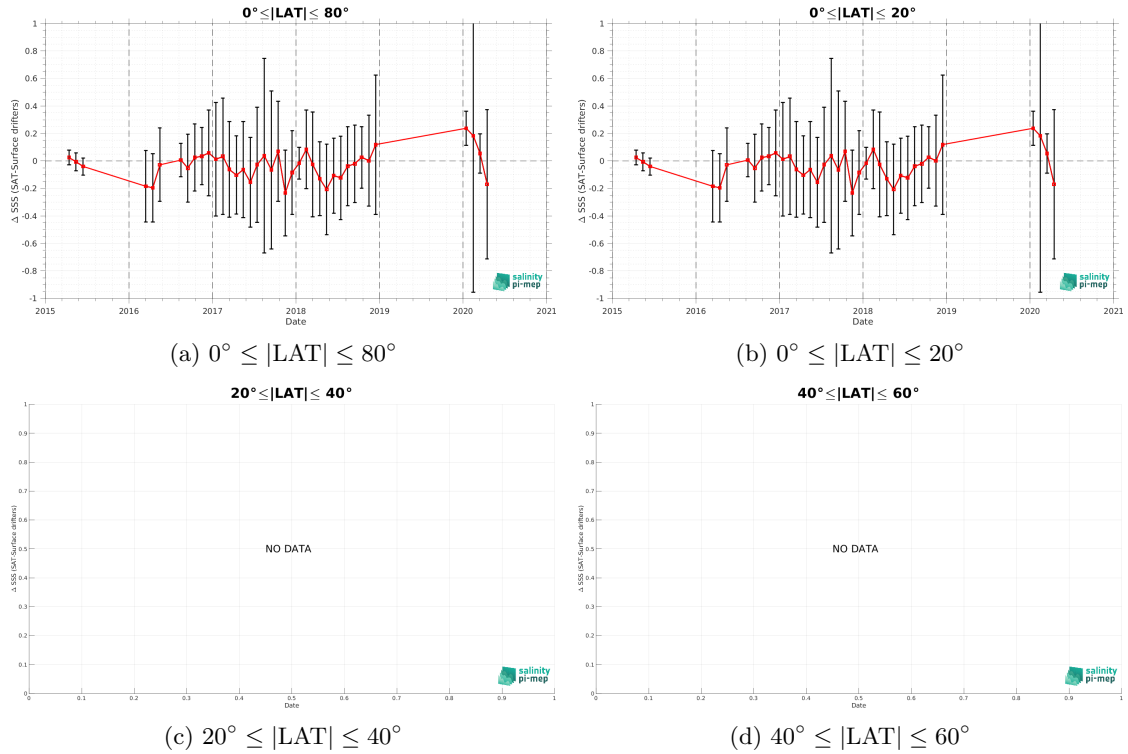 0°≤|LAT|≤ 80°
Δ SSS (SAT-Surface drifters)
1
0.8
0.6
0.4
0.2
0
-0.2
-0.4
-0.6
-0.8
-1
2015 2016 2017 2018 2019 2020 2021
Date
salinity
pi-mep
(a) 0° ≤ |LAT| ≤ 80°
0°≤|LAT|≤ 20°
Δ SSS (SAT-Surface drifters)
1
0.8
0.6
0.4
0.2
0
-0.2
-0.4
-0.6
-0.8
-1
2015 2016 2017 2018 2019 2020 2021
Date
salinity
pi-mep
(b) 0° ≤ |LAT| ≤ 20°
20°≤|LAT|≤ 40°
Δ SSS (SAT-Surface drifters)
1
0.9
0.8
0.7
0.6
0.5
0.4
0.3
0.2
0.1
0
NO DATA
0 0.1 0.2 0.3 0.4 0.5 0.6 0.7 0.8 0.9 1
Date
salinity
pi-mep
(c) 20° ≤ |LAT| ≤ 40°
40°≤|LAT|≤ 60°
Δ SSS (SAT-Surface drifters)
1
0.9
0.8
0.7
0.6
0.5
0.4
0.3
0.2
0.1
0
NO DATA
0 0.1 0.2 0.3 0.4 0.5 0.6 0.7 0.8 0.9 1
Date
salinity
pi-mep
(d) 40° ≤ |LAT| ≤ 60°